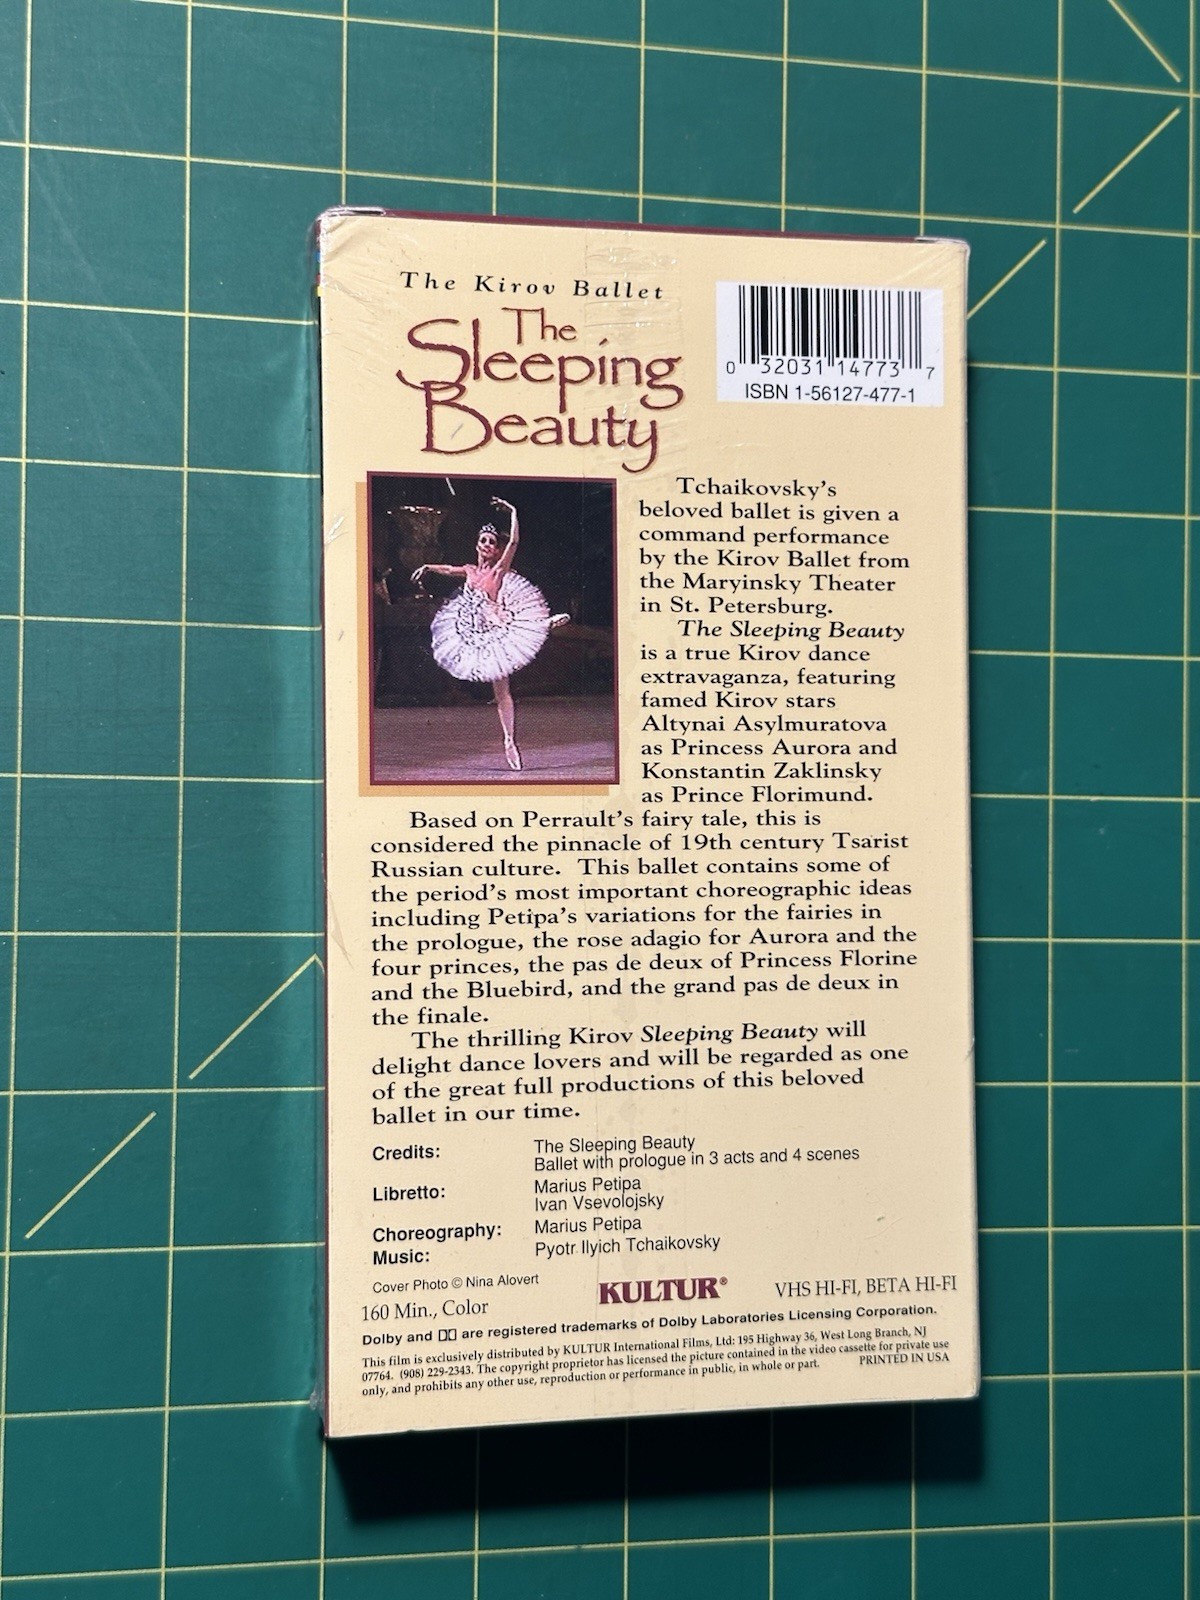 The Kirov Ballet
The
Sleeping
Beauty
0 32031 14773 7
ISBN 1-56127-477-1
Tchaikovsky's
beloved ballet is given a
command performance
by the Kirov Ballet from
the Maryinsky Theater
in St. Petersburg.
The Sleeping Beauty
is a true Kirov dance
extravaganza, featuring
famed Kirov stars
Altynai Asylmuratova
as Princess Aurora and
Konstantin Zaklinsky
as Prince Florimund.
Based on Perrault's fairy tale, this is
considered the pinnacle of 19th century Tsarist
Russian culture. This ballet contains some of
the period's most important choreographic ideas
including Petipa's variations for the fairies in
the prologue, the rose adagio for Aurora and the
four princes, the pas de deux of Princess Florine
and the Bluebird, and the grand pas de deux in
the finale.
The thrilling Kirov Sleeping Beauty will
delight dance lovers and will be regarded as one
of the great full productions of this beloved
ballet in our time.
Credits: The Sleeping Beauty
Ballet with prologue in 3 acts and 4 scenes
Libretto: Marius Petipa
Ivan Vsevolojsky
Choreography: Marius Petipa
Music: Pyotr Ilyich Tchaikovsky
Cover Photo © Nina Alovert
KULTUR®
VHS HI-FI, BETA HI-FI
160 Min., Color
Dolby and are registered trademarks of Dolby Laboratories Licensing Corporation.
This film is exclusively distributed by KULTUR International Films, Ltd: 195 Highway 36, West Long Branch, NJ
07764. (908) 229-2343. The copyright proprietor has licensed the picture contained in the video cassette for private use
only, and prohibits any other use, reproduction or performance in public, in whole or part. PRINTED IN USA